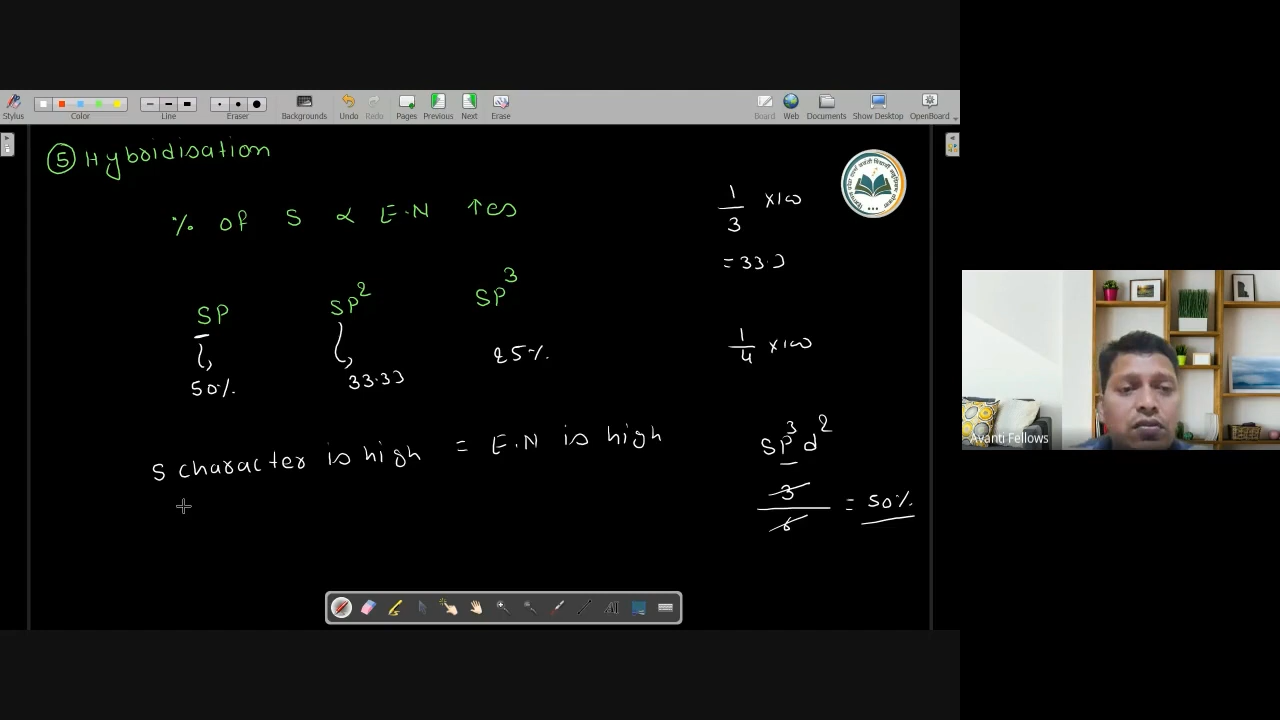 Stylus
Color
Line
Eraser
Backgrounds
Undo
Redo
Pages
Previous
Next
Erase
Board
Web
Documents
Show Desktop
OpenBoard
5 Hyboidisation
% of S ∝ E.N ↑es
SP SP² SP³
50% 33.33 25%
S character is high = E.N is high
1/3 ×100
= 33.3
1/4 ×100
SP³d²
3/6 = 50%
Avanti Fellows